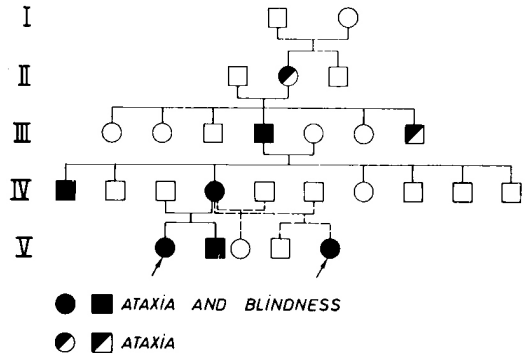 I
II
III
IV
V
ATAXIA AND BLINDNESS
ATAXIA